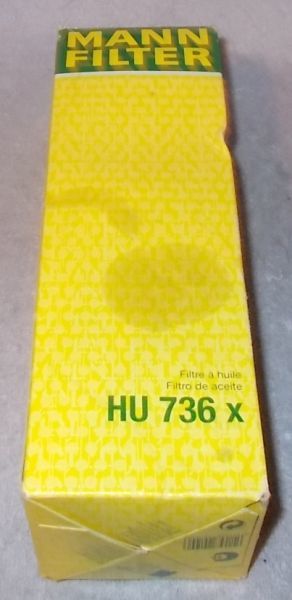 MANN
FILTER
Filtre à huile
Filtro de aceite
HU 736 x